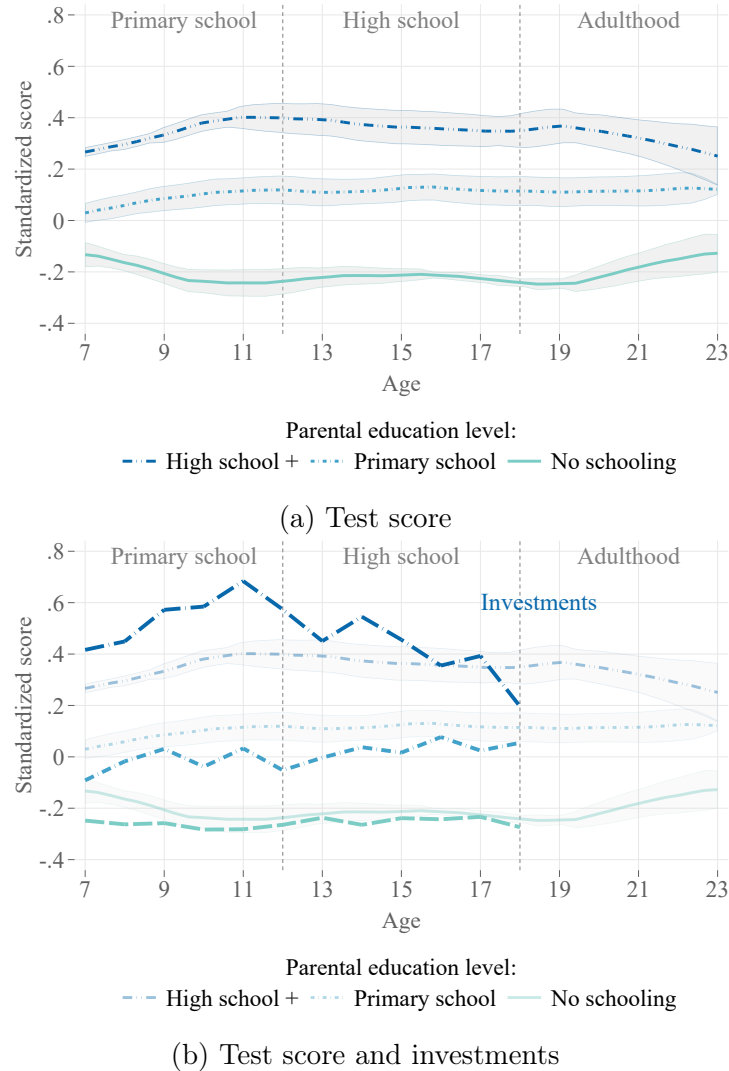 .8
Primary school High school Adulthood
.6
.4
.2
0
-.2
-.4
Standardized score
7 9 11 13 15 17 19 21 23
Age
Parental education level:
High school + Primary school No schooling
(a) Test score
.8
Primary school High school Adulthood
.6
Investments
.4
.2
0
-.2
-.4
Standardized score
7 9 11 13 15 17 19 21 23
Age
Parental education level:
High school + Primary school No schooling
(b) Test score and investments